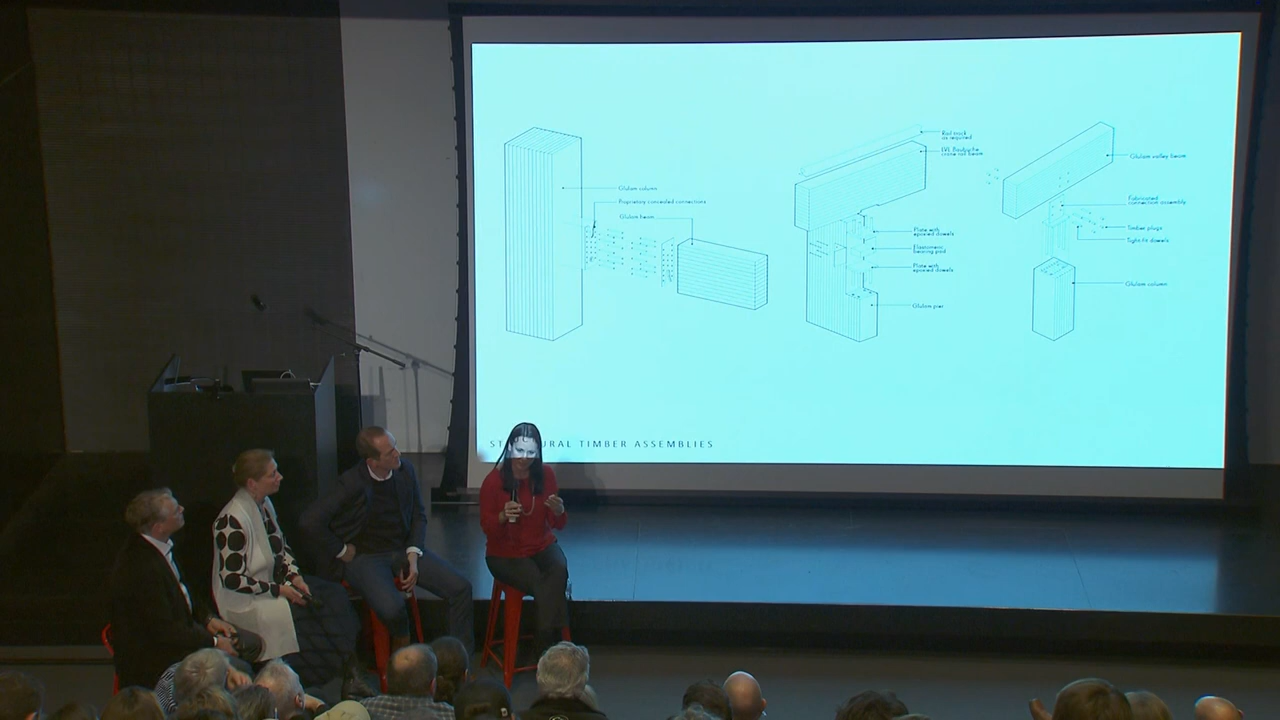 Glulam column
Proprietary concealed connections
Glulam beam
Rail track
as required
LVL
crane rail beam
Plate with
epoxied dowels
Elastomeric
bearing pad
Plate with
epoxied dowels
Glulam pier
Glulam valley beam
Fabricated
connection assembly
Timber plugs
Tight fit dowels
Glulam column
TIMBER ASSEMBLIES